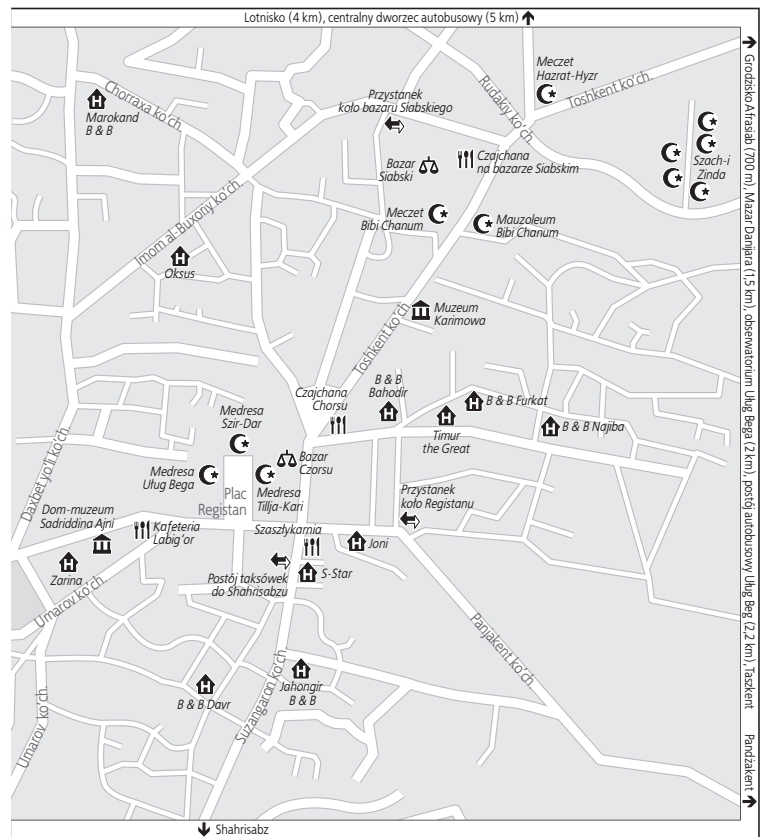 Lotnisko (4 km), centralny dworzec autobusowy (5 km)
Meczet
Hazrat-Hyzr
Toshkent ko'ch.
Rudakiy ko'ch.
Chorraxa ko'ch.
Marokand
B & B
Przystanek
koło bazaru Siabskiego
Bazar
Siabski
Czajchana
na bazarze Siabskim
Szach-i
Zinda
Meczet
Bibi Chanum
Mauzoleum
Bibi Chanum
Imom al-Buxony ko'ch.
Oksus
Muzeum
Karimowa
Toshkent ko'ch.
Czajchana
Chorsu
B & B
Bahodir
B & B Furkat
Timur
the Great
B & B Najiba
Medresa
Szir-Dar
Bazar
Czorsu
Medresa
Uług Bega
Medresa
Tillja-Kari
Plac
Registan
Daxbet yo'li ko'ch.
Dom-muzeum
Sadriddina Ajni
Kafeteria
Labig'or
Szaszłykarnia
Przystanek
koło Registanu
Joni
Zarina
Postój taksówek
do Shahrisabzu
S-Star
Umarov ko'ch.
Panjakent ko'ch.
B & B Davr
Jahongir
B & B
Suzangaron ko'ch.
Umarov ko'ch.
Shahrisabz
Grodzisko Afrasiab (700 m), Mazar Danijara (1,5 km), obserwatorium Uług Bega (2 km), postój autobusowy Uług Beg (2,2 km), Taszkent
Pandżakent